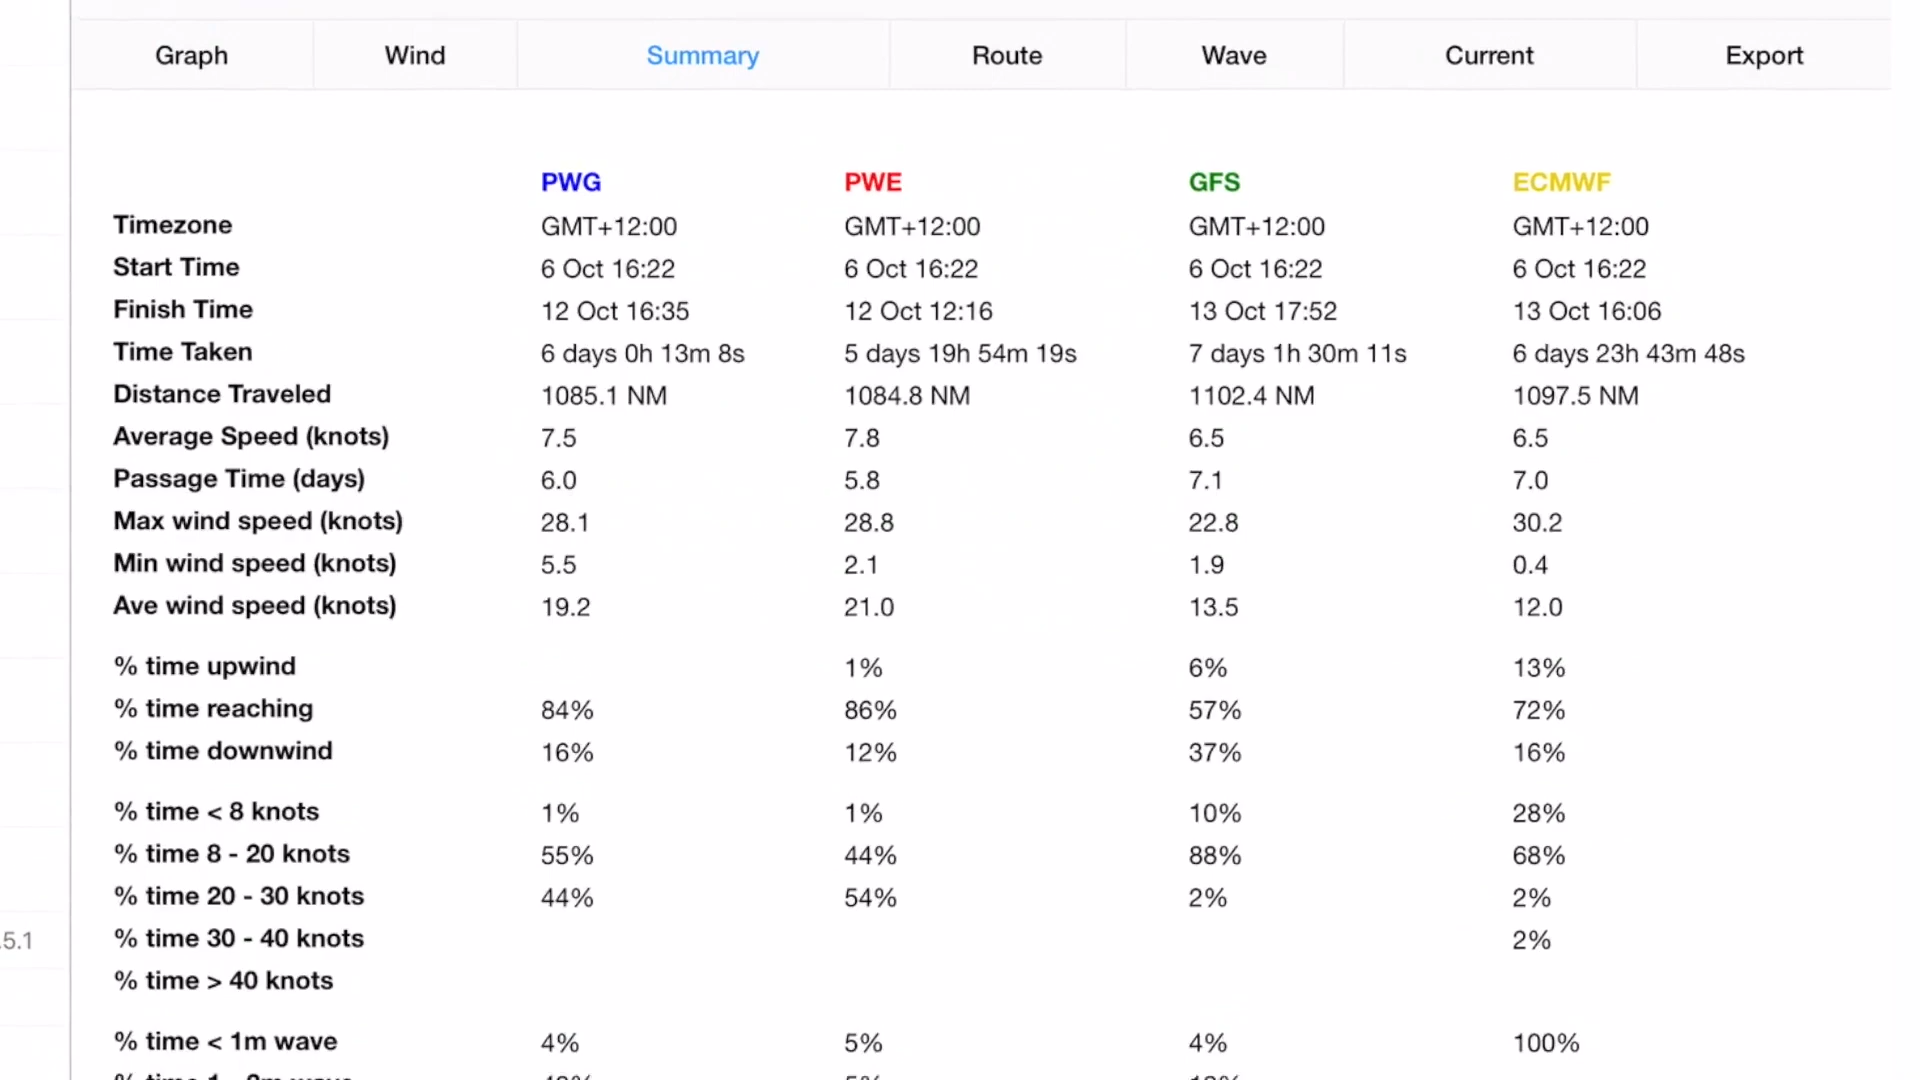 Graph Wind Summary Route Wave Current Export
PWG PWE GFS ECMWF
Timezone GMT+12:00 GMT+12:00 GMT+12:00 GMT+12:00
Start Time 6 Oct 16:22 6 Oct 16:22 6 Oct 16:22 6 Oct 16:22
Finish Time 12 Oct 16:35 12 Oct 12:16 13 Oct 17:52 13 Oct 16:06
Time Taken 6 days 0h 13m 8s 5 days 19h 54m 19s 7 days 1h 30m 11s 6 days 23h 43m 48s
Distance Traveled 1085.1 NM 1084.8 NM 1102.4 NM 1097.5 NM
Average Speed (knots) 7.5 7.8 6.5 6.5
Passage Time (days) 6.0 5.8 7.1 7.0
Max wind speed (knots) 28.1 28.8 22.8 30.2
Min wind speed (knots) 5.5 2.1 1.9 0.4
Ave wind speed (knots) 19.2 21.0 13.5 12.0
% time upwind 1% 6% 13%
% time reaching 84% 86% 57% 72%
% time downwind 16% 12% 37% 16%
% time < 8 knots 1% 1% 10% 28%
% time 8 - 20 knots 55% 44% 88% 68%
% time 20 - 30 knots 44% 54% 2% 2%
.5.1 % time 30 - 40 knots 2%
% time > 40 knots
% time < 1m wave 4% 5% 4% 100%